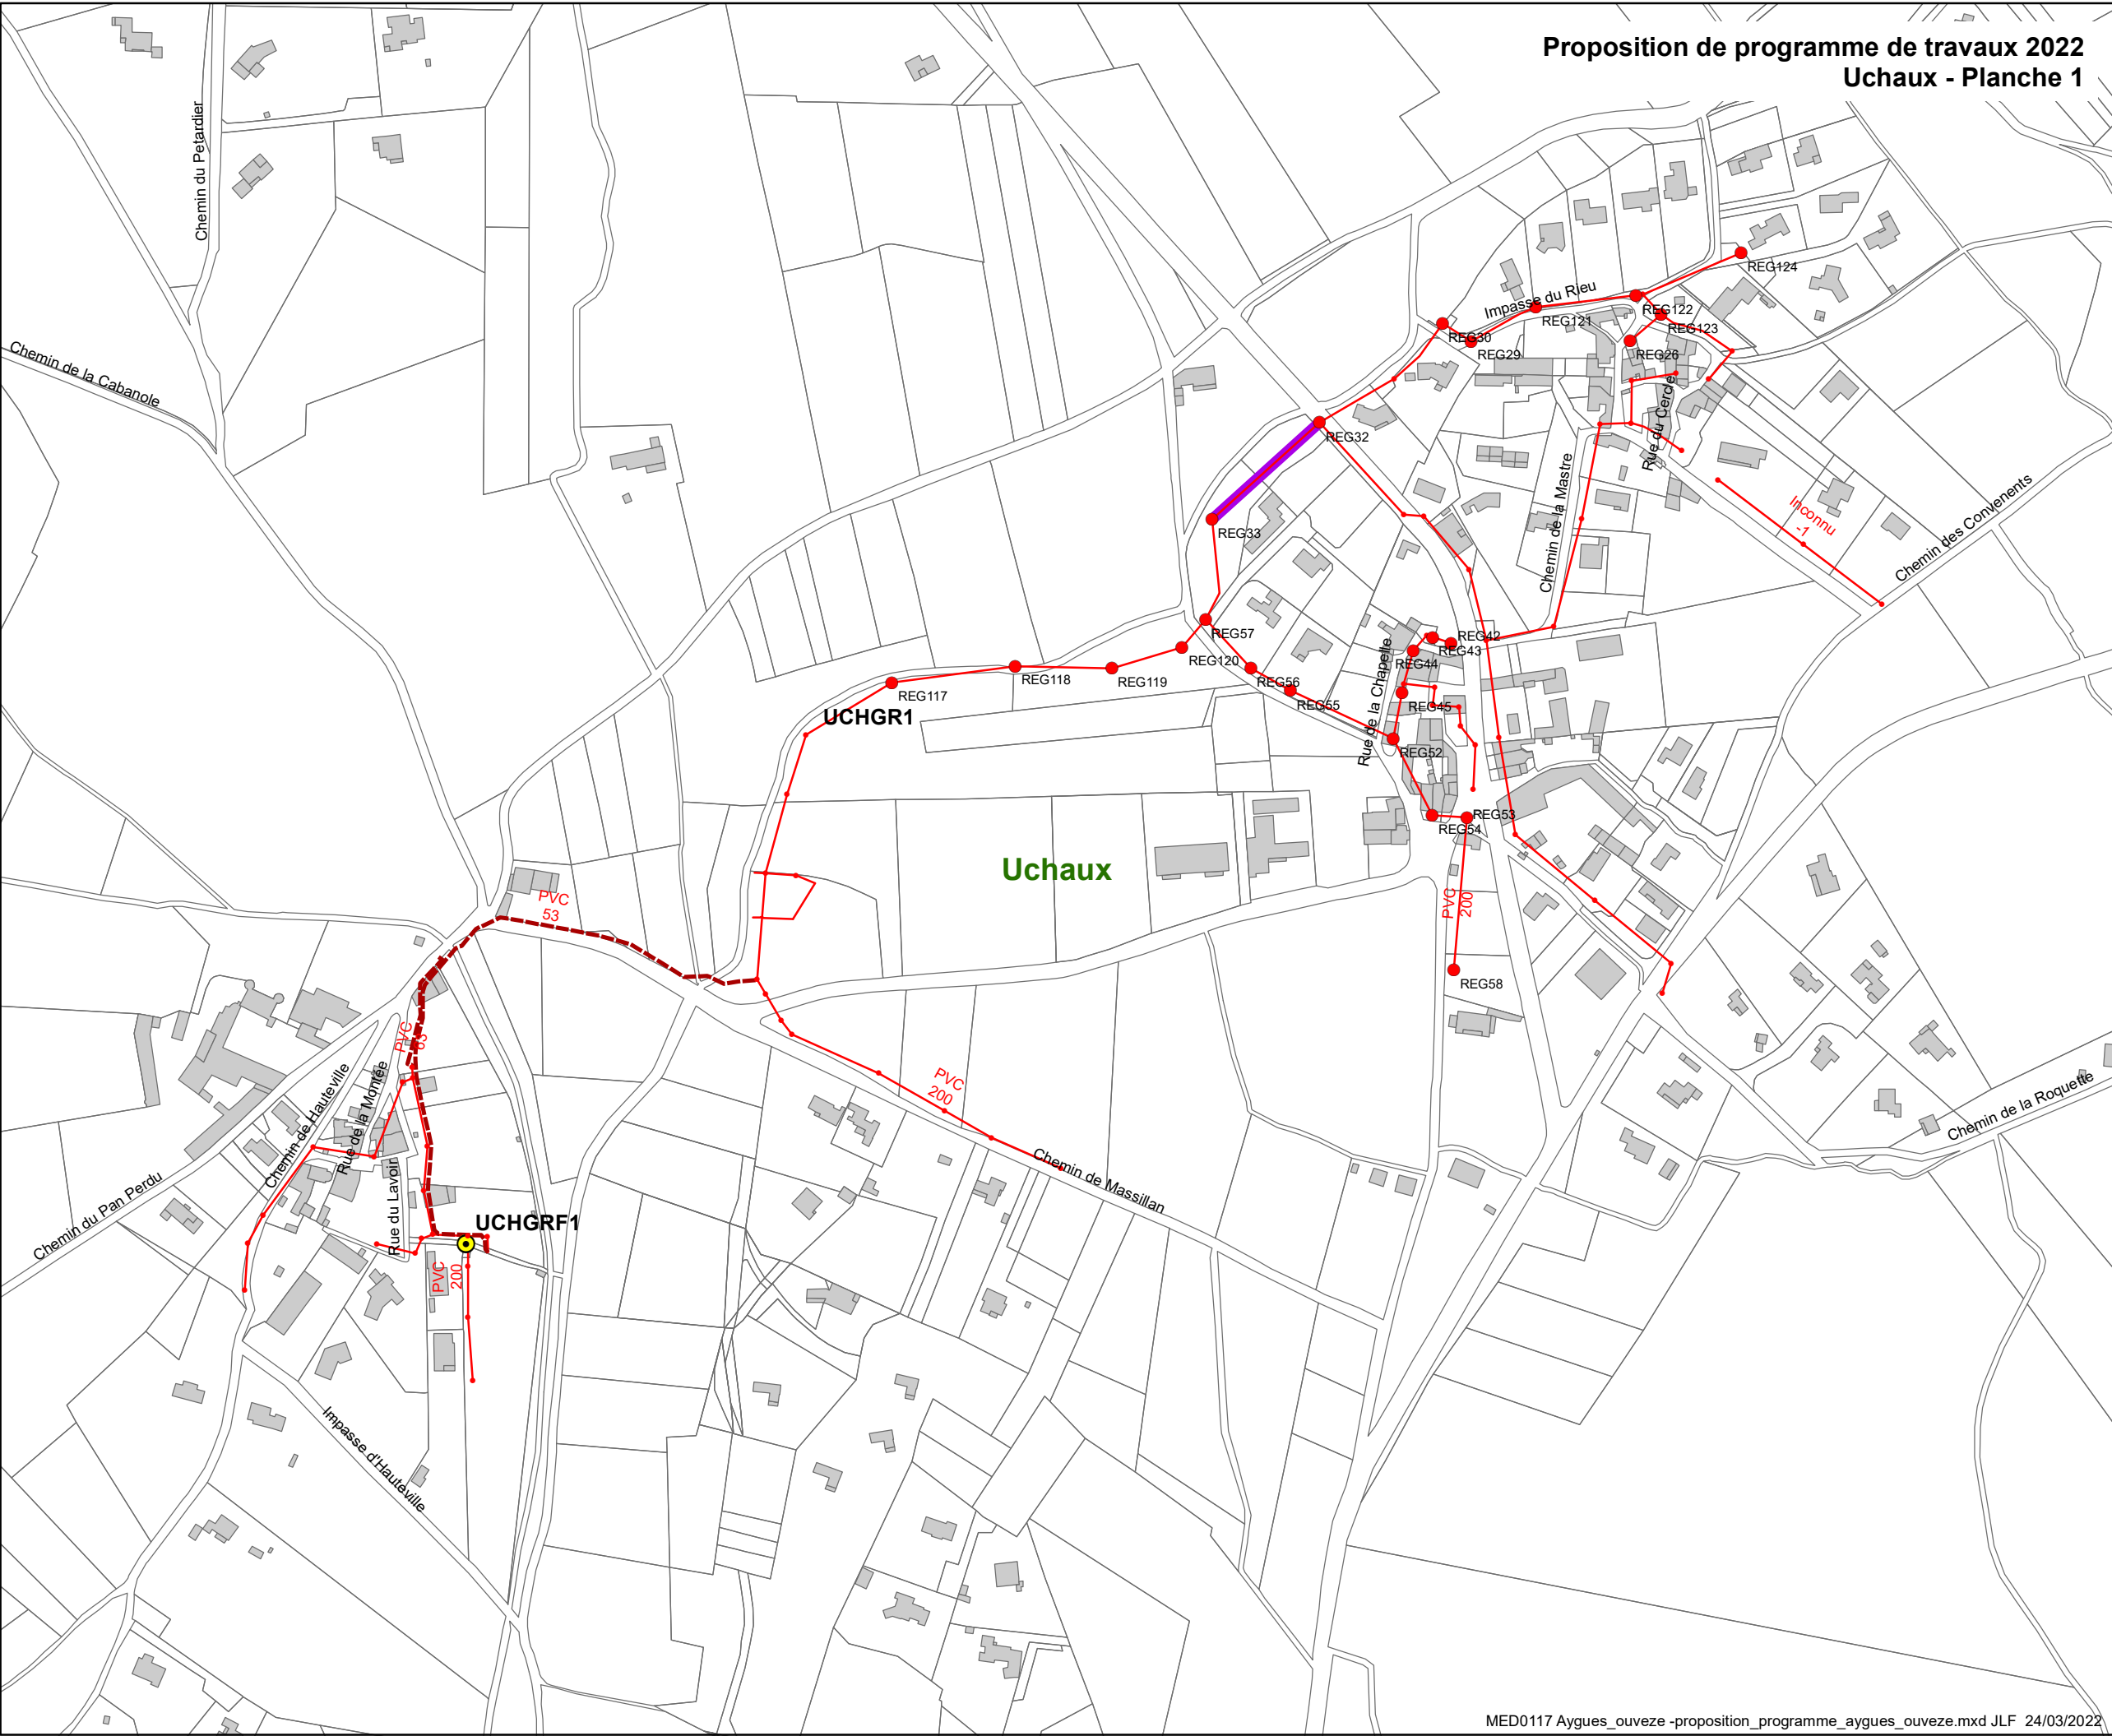 Proposition de programme de travaux 2022
Uchaux - Planche 1
Chemin du Petardier
Chemin de la Cabanole
REG124
Impasse du Rieu
REG122
REG121
REG123
REG30
REG29
REG26
Rue du Cercle
REG32
Chemin de la Mastre
Inconnu
-1
Chemin des Convenents
REG33
REG57
REG42
REG43
REG44
REG120
REG118
REG119
REG56
REG117
REG55
REG45
Rue de la Chapelle
UCHGR1
REG52
REG53
REG54
Uchaux
PVC
53
PVC
200
REG58
PVC
63
PVC
200
Chemin de Hauteville
Rue de la Montée
Chemin de la Roquette
Chemin de Massillan
Chemin du Pan Perdu
Rue du Lavoir
UCHGRF1
PVC
200
Impasse d'Hauteville
MED0117 Aygues_ouveze -proposition_programme_aygues_ouveze.mxd JLF 24/03/2022